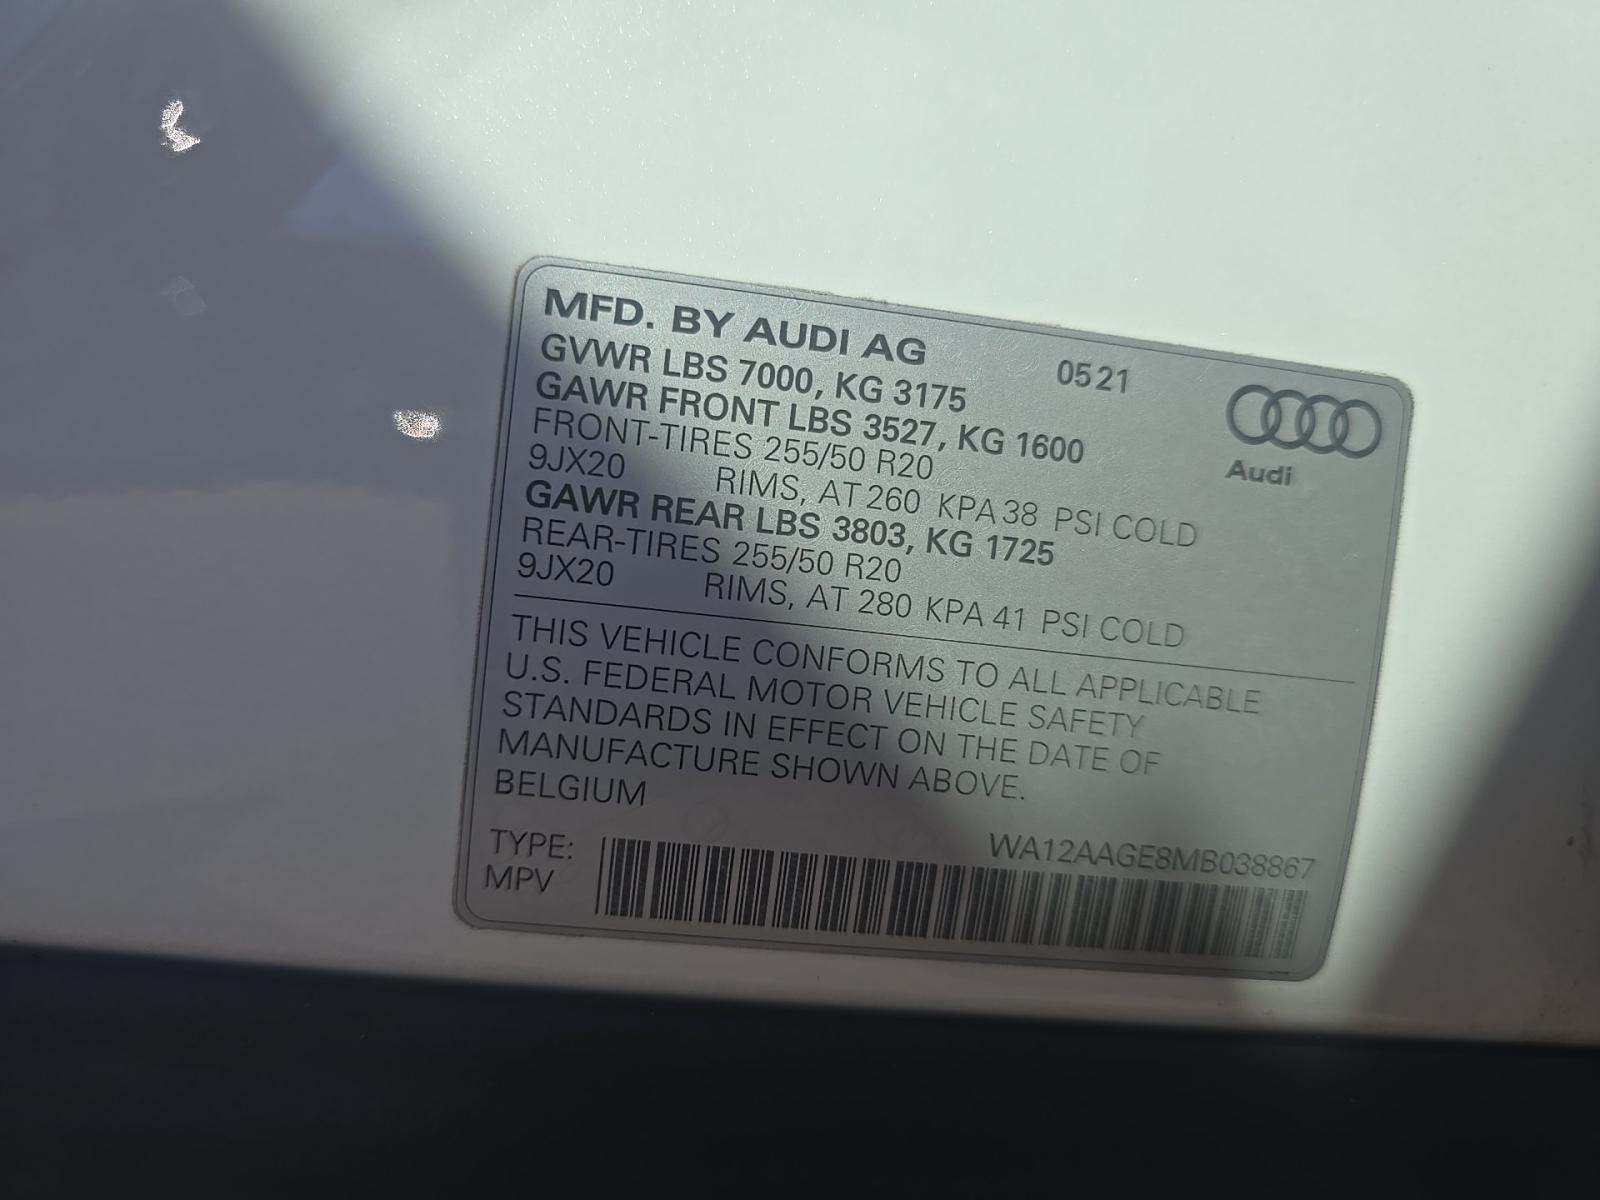 MFD. BY AUDI AG 0521
GVWR LBS 7000, KG 3175
GAWR FRONT LBS 3527, KG 1600
FRONT-TIRES 255/50 R20
9JX20 RIMS, AT 260 KPA 38 PSI COLD
Audi
GAWR REAR LBS 3803, KG 1725
REAR-TIRES 255/50 R20
9JX20 RIMS, AT 280 KPA 41 PSI COLD
THIS VEHICLE CONFORMS TO ALL APPLICABLE
U.S. FEDERAL MOTOR VEHICLE SAFETY
STANDARDS IN EFFECT ON THE DATE OF
MANUFACTURE SHOWN ABOVE.
BELGIUM
WA12AAGE8MB038867
TYPE:
MPV